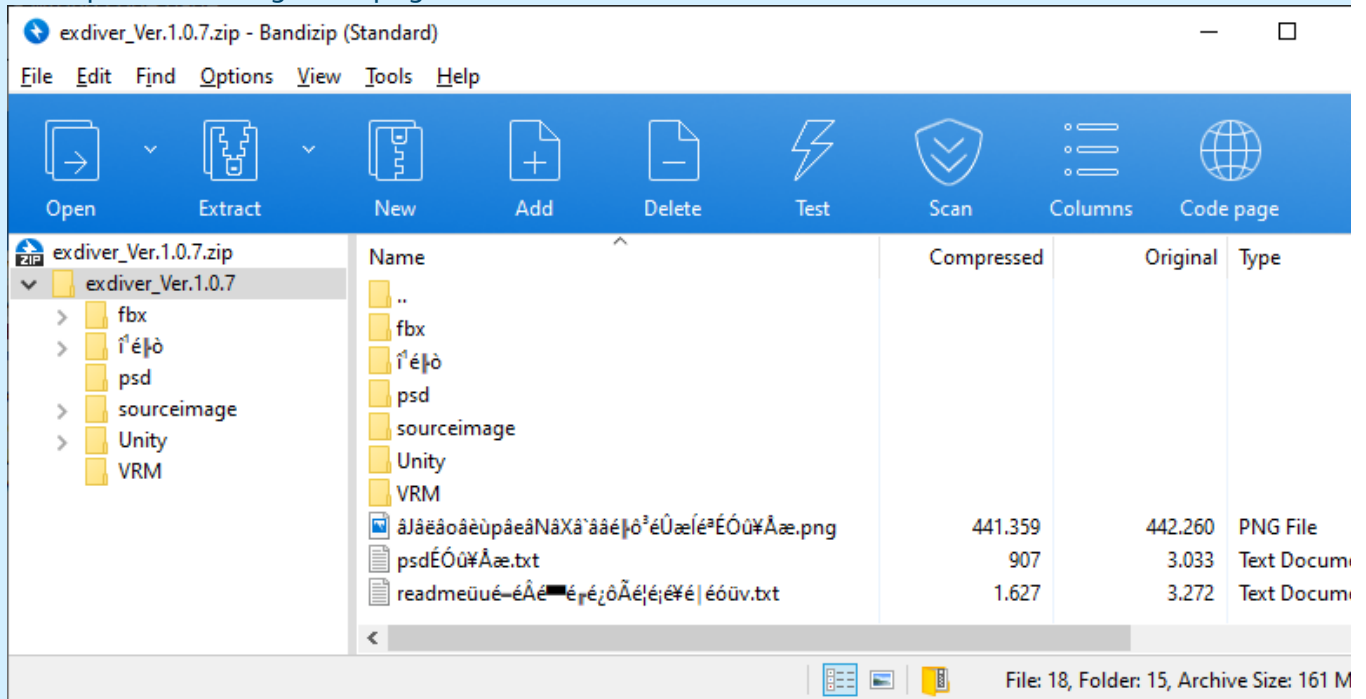 exdiver_Ver.1.0.7.zip - Bandizip (Standard)
File Edit Find Options View Tools Help
Open Extract New Add Delete Test Scan Columns Code page
exdiver_Ver.1.0.7.zip
exdiver_Ver.1.0.7
fbx
psd
sourceimage
Unity
VRM
Name Compressed Original Type
..
fbx
psd
sourceimage
Unity
VRM
441.359 442.260 PNG File
psdÉÓû¥Åæ.txt 907 3.033 Text Docume
1.627 3.272 Text Docume
File: 18, Folder: 15, Archive Size: 161 M